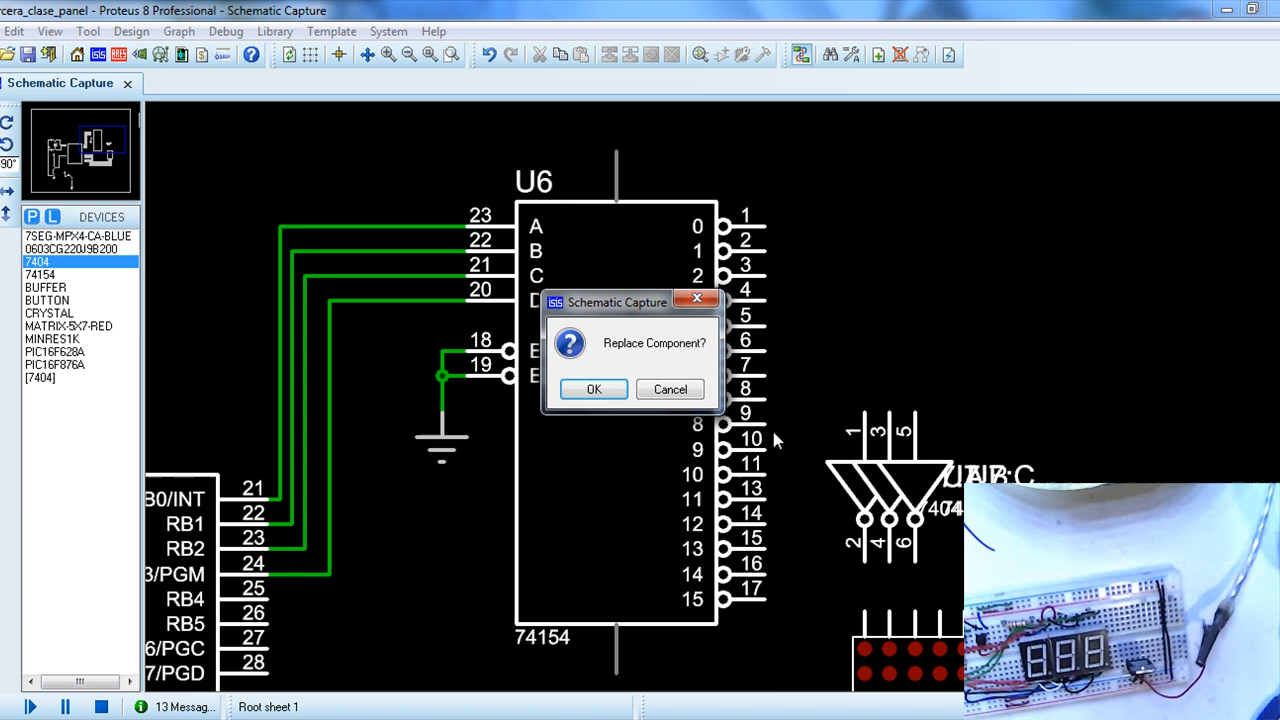 rcera_clase_panel - Proteus 8 Professional - Schematic Capture
File Edit View Tool Design Graph Debug Library Template System Help
Schematic Capture
90°
P L DEVICES
7SEG-MPX4-CA-BLUE
0603CG220J9B200
7404
74154
BUFFER
BUTTON
CRYSTAL
MATRIX-5X7-RED
MINRES1K
PIC16F628A
PIC16F876A
[7404]
U6
23 A 0 1
22 B 1 2
21 C 2 3
20 D 4
5
18 E 6
19 E 7
8
8 9
9 10
10 11
11 13
12 14
13 15
14 16
15 17
74154
Schematic Capture
Replace Component?
OK Cancel
B0/INT 21
RB1 22
RB2 23
3/PGM 24
RB4 25
RB5 26
6/PGC 27
7/PGD 28
1 3 5
:C
7404
2 4 6
13 Messag...
Root sheet 1